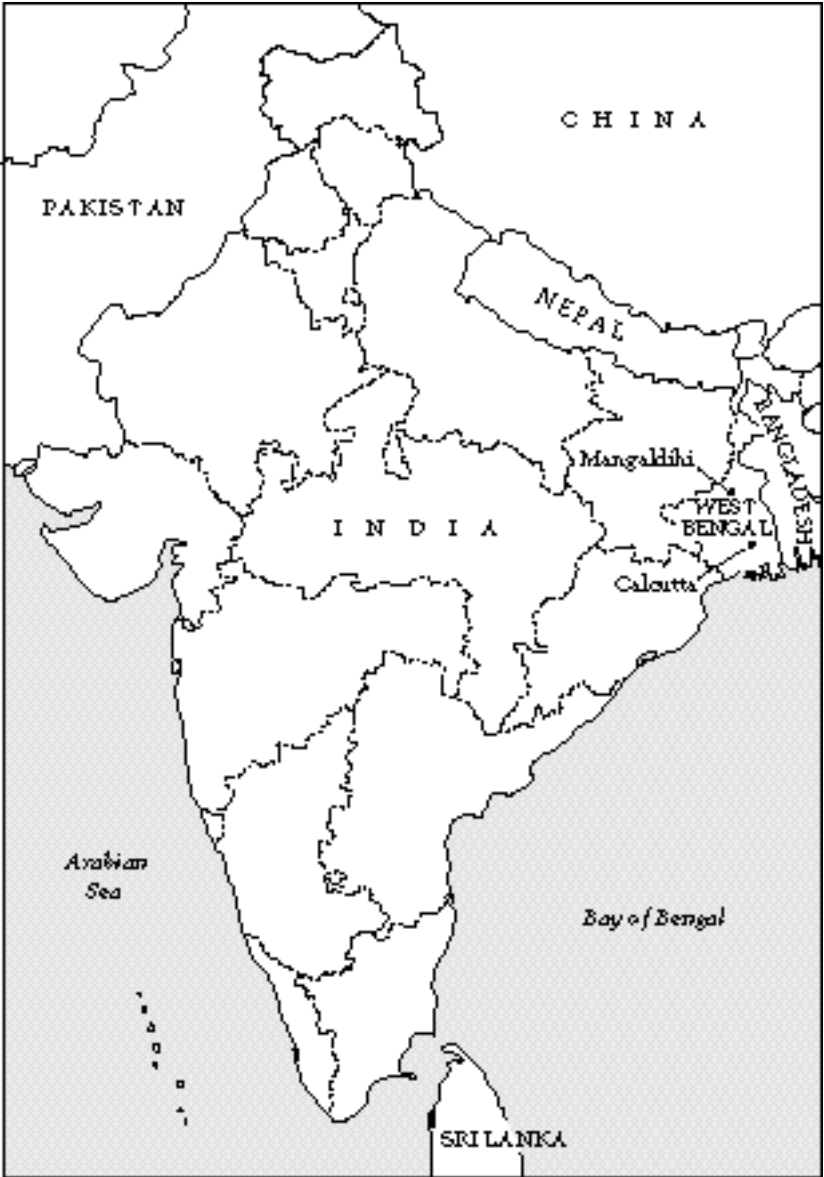 CHINA
PAKISTAN
NEPAL
BANGLADESH
Mangaldihi
WEST
BENGAL
INDIA
Calcutta
Arabian
Sea
Bay of Bengal
SRI LANKA